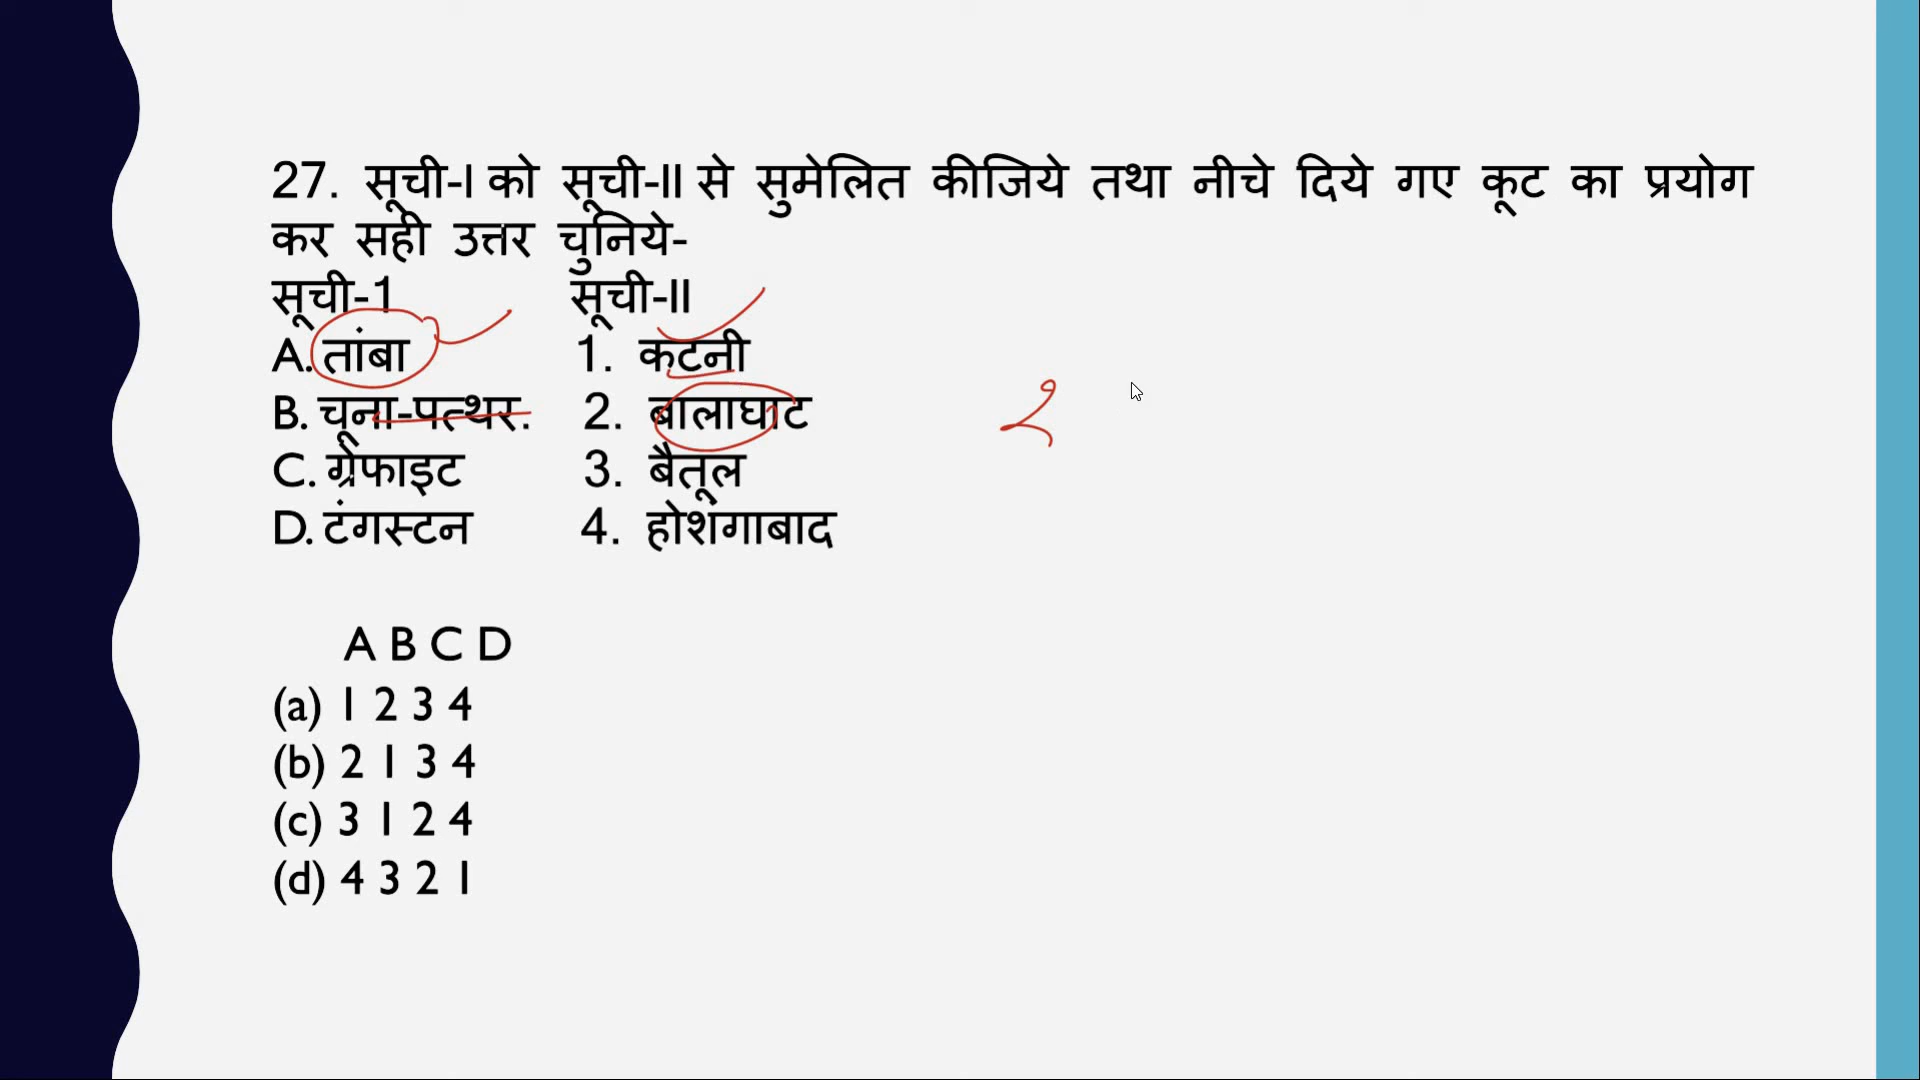 27. सूची-I को सूची-II से सुमेलित कीजिये तथा नीचे दिये गए कूट का प्रयोग
कर सही उत्तर चुनिये-
सूची-1 सूची-II
A. तांबा 1. कटनी
B. चूना-पत्थर. 2. बालाघाट
C. ग्रेफाइट 3. बैतूल
D. टंगस्टन 4. होशंगाबाद
A B C D
(a) 1 2 3 4
(b) 2 1 3 4
(c) 3 1 2 4
(d) 4 3 2 1